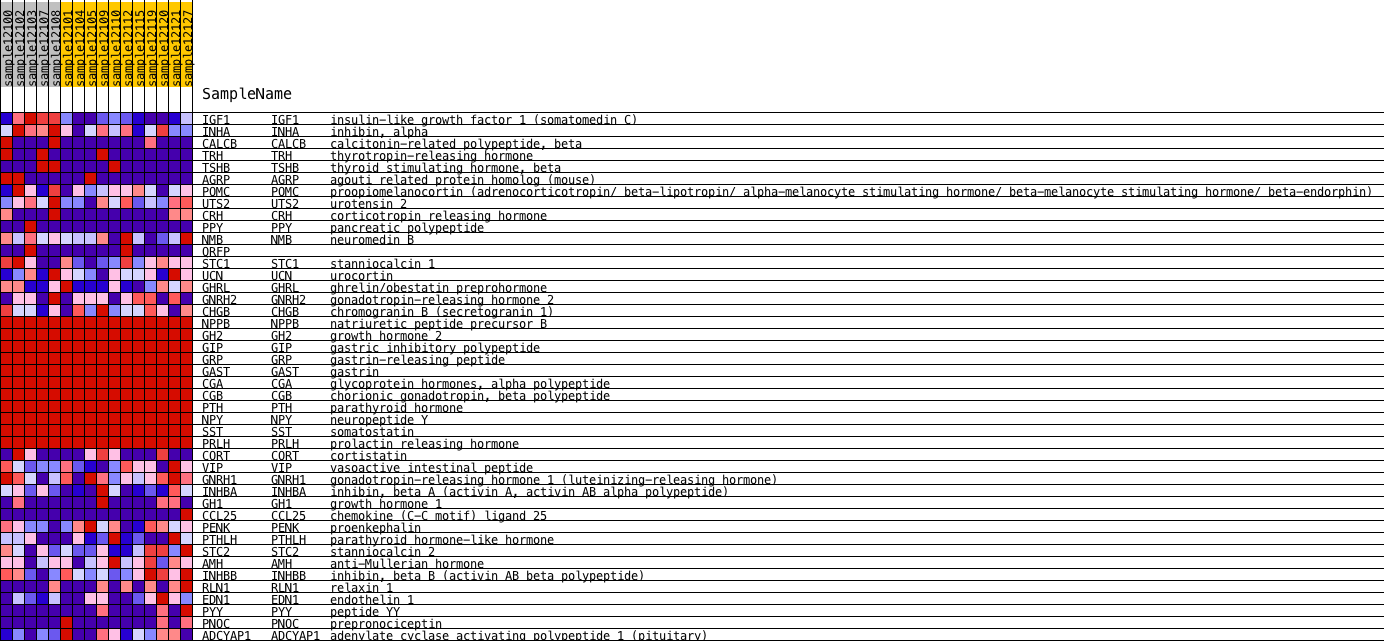 sample12100
sample12102
sample12103
sample12107
sample12108
sample12101
sample12104
sample12105
sample12109
sample12110
sample12112
sample12115
sample12119
sample12120
sample12121
sample12127
SampleName
IGF1 IGF1 insulin-like growth factor 1 (somatomedin C)
INHA INHA inhibin, alpha
CALCB CALCB calcitonin-related polypeptide, beta
TRH TRH thyrotropin-releasing hormone
TSHB TSHB thyroid stimulating hormone, beta
AGRP AGRP agouti related protein homolog (mouse)
POMC POMC proopiomelanocortin (adrenocorticotropin/ beta-lipotropin/ alpha-melanocyte stimulating hormone/ beta-melanocyte stimulating hormone/ beta-endorphin)
UTS2 UTS2 urotensin 2
CRH CRH corticotropin releasing hormone
PPY PPY pancreatic polypeptide
NMB NMB neuromedin B
QRFP
STC1 STC1 stanniocalcin 1
UCN UCN urocortin
GHRL GHRL ghrelin/obestatin preprohormone
GNRH2 GNRH2 gonadotropin-releasing hormone 2
CHGB CHGB chromogranin B (secretogranin 1)
NPPB NPPB natriuretic peptide precursor B
GH2 GH2 growth hormone 2
GIP GIP gastric inhibitory polypeptide
GRP GRP gastrin-releasing peptide
GAST GAST gastrin
CGA CGA glycoprotein hormones, alpha polypeptide
CGB CGB chorionic gonadotropin, beta polypeptide
PTH PTH parathyroid hormone
NPY NPY neuropeptide Y
SST SST somatostatin
PRLH PRLH prolactin releasing hormone
CORT CORT cortistatin
VIP VIP vasoactive intestinal peptide
GNRH1 GNRH1 gonadotropin-releasing hormone 1 (luteinizing-releasing hormone)
INHBA INHBA inhibin, beta A (activin A, activin AB alpha polypeptide)
GH1 GH1 growth hormone 1
CCL25 CCL25 chemokine (C-C motif) ligand 25
PENK PENK proenkephalin
PTHLH PTHLH parathyroid hormone-like hormone
STC2 STC2 stanniocalcin 2
AMH AMH anti-Mullerian hormone
INHBB INHBB inhibin, beta B (activin AB beta polypeptide)
RLN1 RLN1 relaxin 1
EDN1 EDN1 endothelin 1
PYY PYY peptide YY
PNOC PNOC prepronociceptin
ADCYAP1 ADCYAP1 adenylate cyclase activating polypeptide 1 (pituitary)